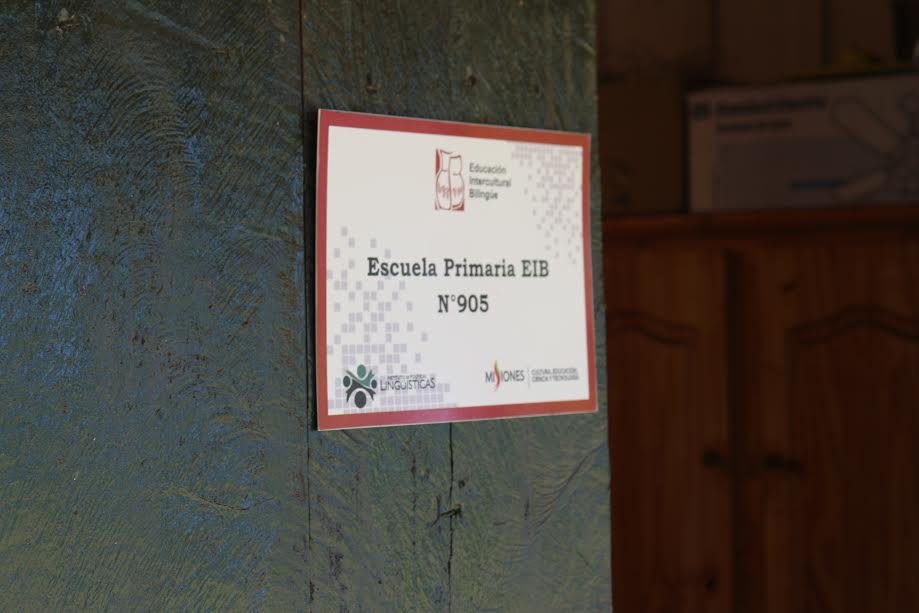 Educación
Intercultural
Bilingüe
Escuela Primaria EIB
N°905
LINGÜÍSTICAS
MISIONES
CULTURA, EDUCACIÓN,
CIENCIA Y TECNOLOGÍA